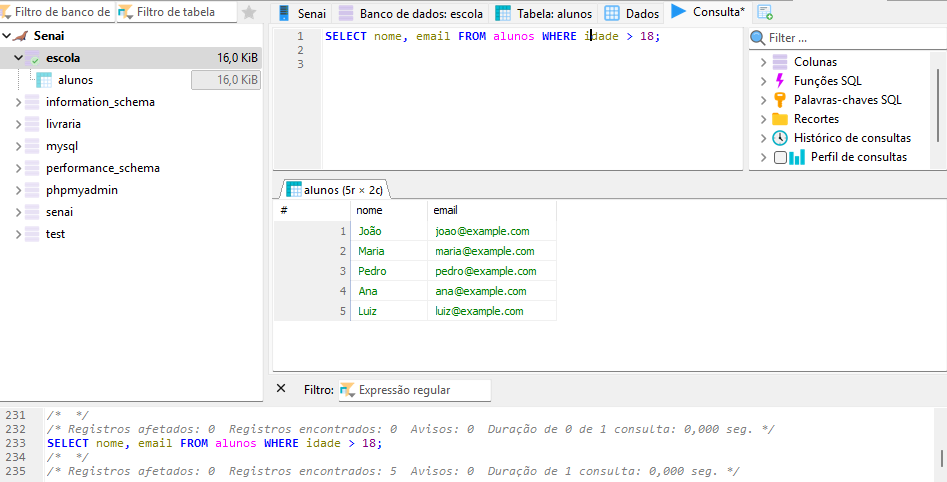 Filtro de banco de
Filtro de tabela
Senai
Banco de dados: escola
Tabela: alunos
Dados
Consulta*
Senai
escola 16,0 KiB
alunos 16,0 KiB
information_schema
livraria
mysql
performance_schema
phpmyadmin
senai
test
1 SELECT nome, email FROM alunos WHERE idade > 18;
2
3
Filter ...
Colunas
Funções SQL
Palavras-chaves SQL
Recortes
Histórico de consultas
Perfil de consultas
alunos (5r × 2c)
# nome email
1 João joao@example.com
2 Maria maria@example.com
3 Pedro pedro@example.com
4 Ana ana@example.com
5 Luiz luiz@example.com
× Filtro: Expressão regular
231 /* */
232 /* Registros afetados: 0 Registros encontrados: 0 Avisos: 0 Duração de 0 de 1 consulta: 0,000 seg. */
233 SELECT nome, email FROM alunos WHERE idade > 18;
234 /* */
235 /* Registros afetados: 0 Registros encontrados: 5 Avisos: 0 Duração de 1 consulta: 0,000 seg. */